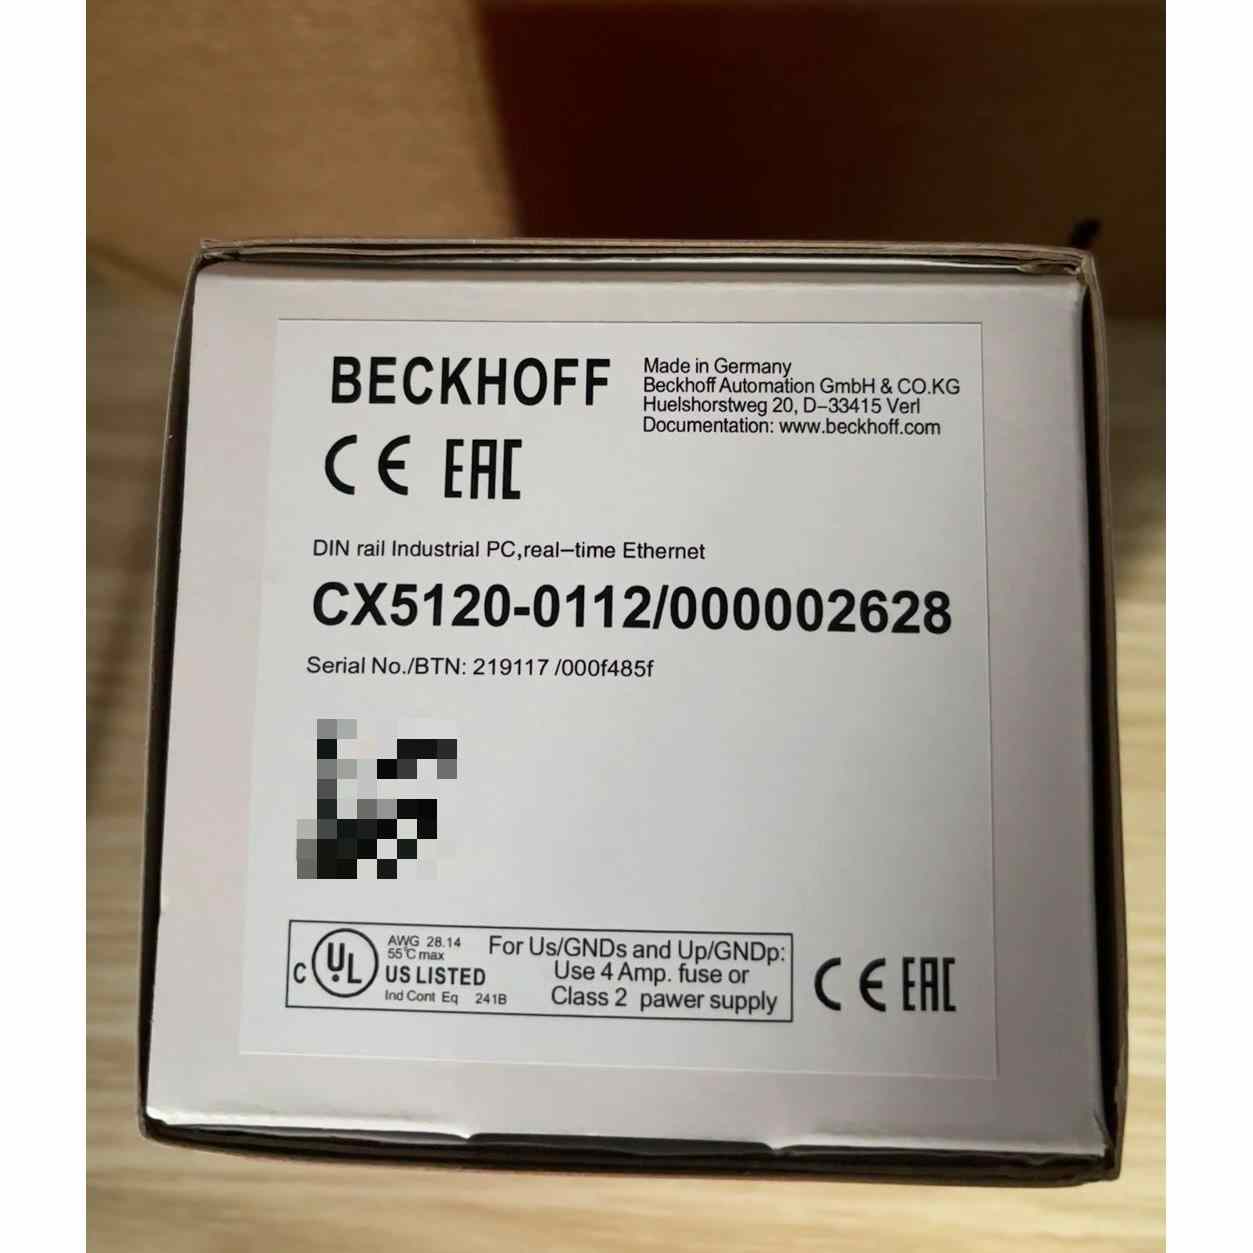 BECKHOFF
Made in Germany
Beckhoff Automation GmbH & CO.KG
Huelshorstweg 20, D-33415 Verl
Documentation: www.beckhoff.com
CE EAC
DIN rail Industrial PC,real-time Ethernet
CX5120-0112/000002628
Serial No./BTN: 219117 /000f485f
C UL
AWG 28.14
55°C max
US LISTED
Ind Cont Eq 241B
For Us/GNDs and Up/GNDp:
Use 4 Amp. fuse or
Class 2 pawer supply
CE EAC